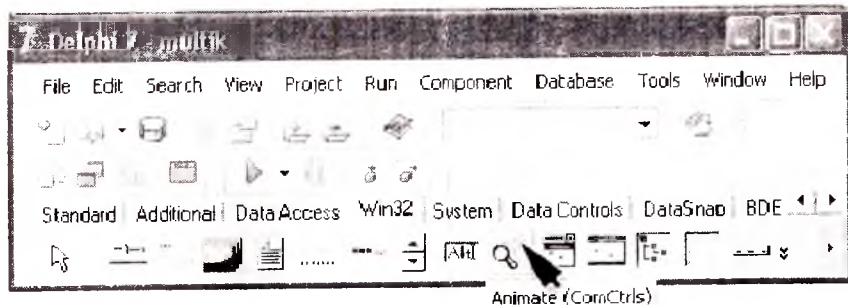 7 Delphi 7 - multik
File Edit Search View Project Run Component Database Tools Window Help
Standard Additional Data Access Win32 System Data Controls DataSnap BDE
Animate (ComCtrls)